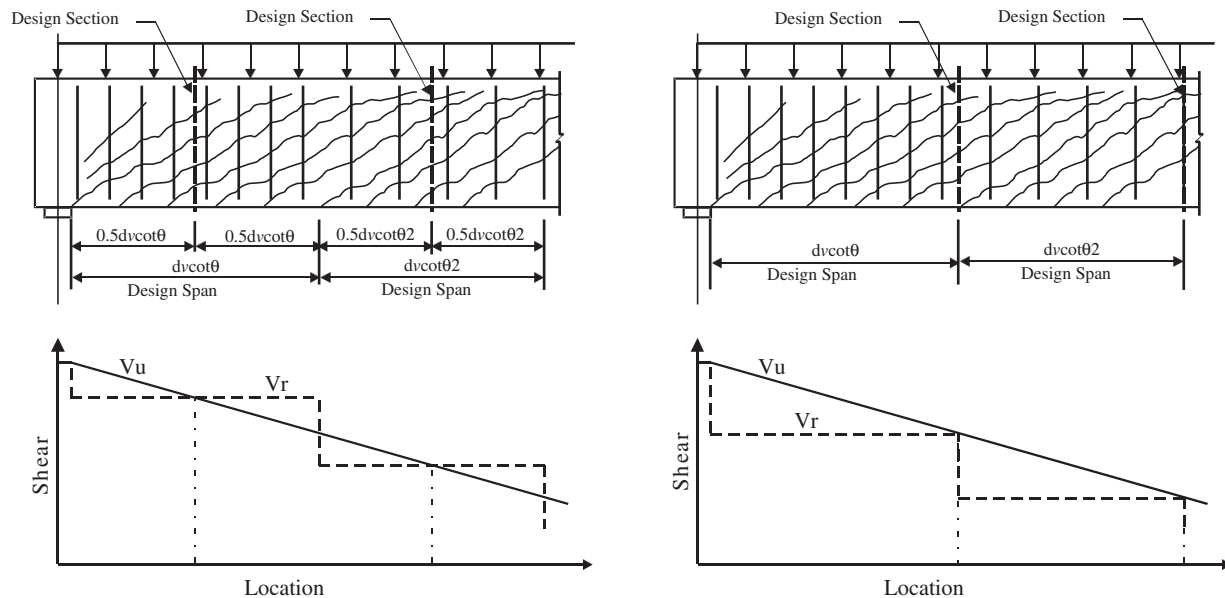 Design Section
Design Section
0.5dvcotθ
0.5dvcotθ
0.5dvcotθ2
0.5dvcotθ2
dvcotθ
dvcotθ2
Design Span
Design Span
Vu
Vr
Shear
Location
Design Section
Design Section
dvcotθ
dvcotθ2
Design Span
Design Span
Vu
Vr
Shear
Location